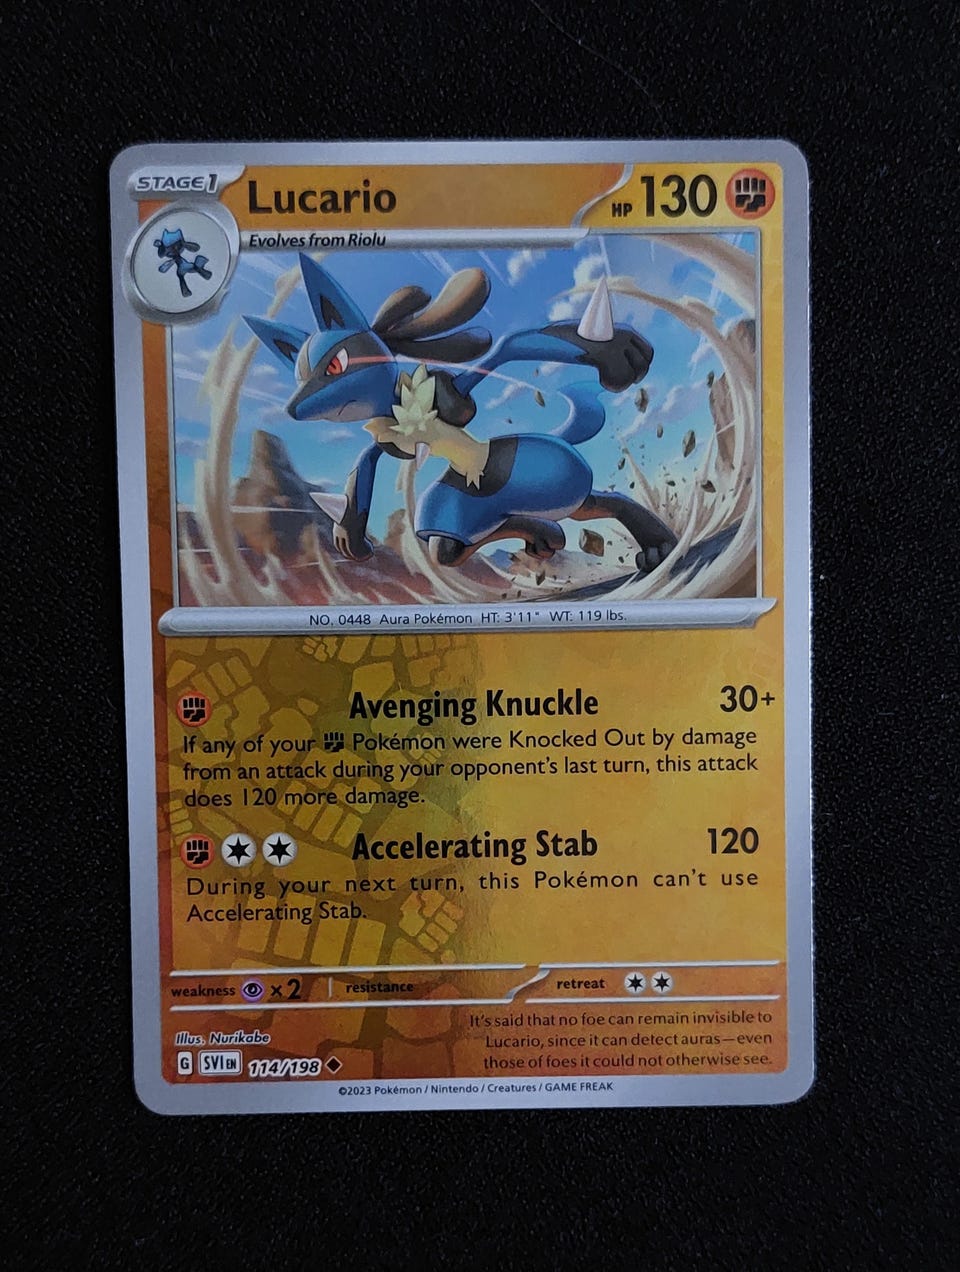 STAGE 1 Lucario HP 130
Evolves from Riolu
NO. 0448 Aura Pokémon HT: 3'11" WT: 119 lbs.
Avenging Knuckle 30+
If any of your Pokémon were Knocked Out by damage
from an attack during your opponent's last turn, this attack
does 120 more damage.
Accelerating Stab 120
During your next turn, this Pokémon can't use
Accelerating Stab.
weakness ×2 resistance retreat
It's said that no foe can remain invisible to
Lucario, since it can detect auras—even
those of foes it could not otherwise see.
Illus. Nurikabe
G SVI EN 114/198
©2023 Pokémon / Nintendo / Creatures / GAME FREAK